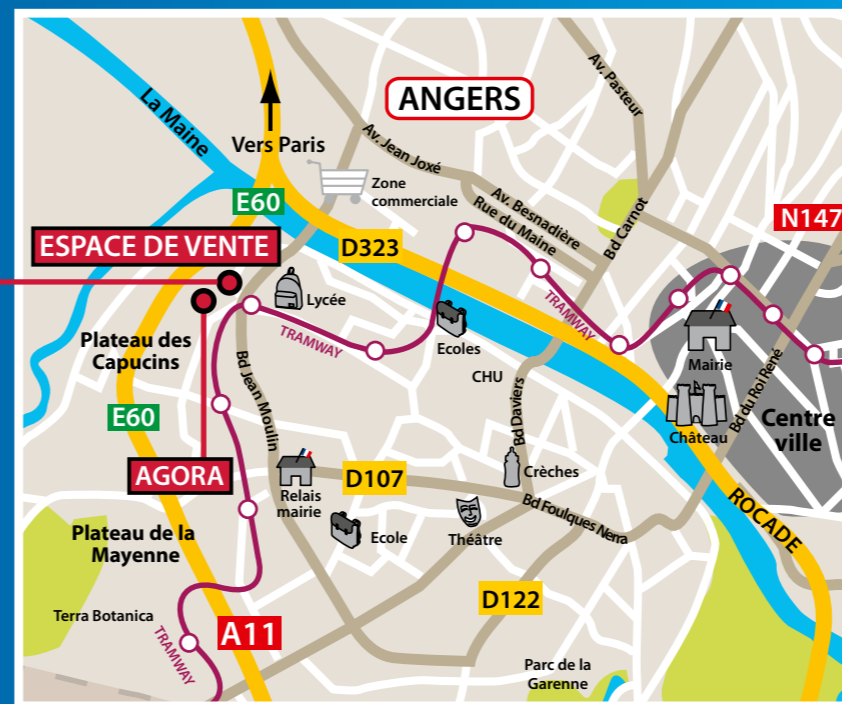 ANGERS
La Maine
Vers Paris
Av. Pasteur
Av. Jean Joxé
Zone
commerciale
E60
Av. Besnadière
Rue du Maine
Bd Carnot
N147
ESPACE DE VENTE
D323
Lycée
TRAMWAY
TRAMWAY
Plateau des
Capucins
Ecoles
Mairie
CHU
Bd Jean Moulin
Bd Daviers
Bd du Roi René
E60
Château
Centre
ville
AGORA
Relais
mairie
D107
Crèches
Bd Foulques Nerra
ROCADE
Plateau de la
Mayenne
Ecole
Théâtre
D122
Terra Botanica
TRAMWAY
A11
Parc de la
Garenne